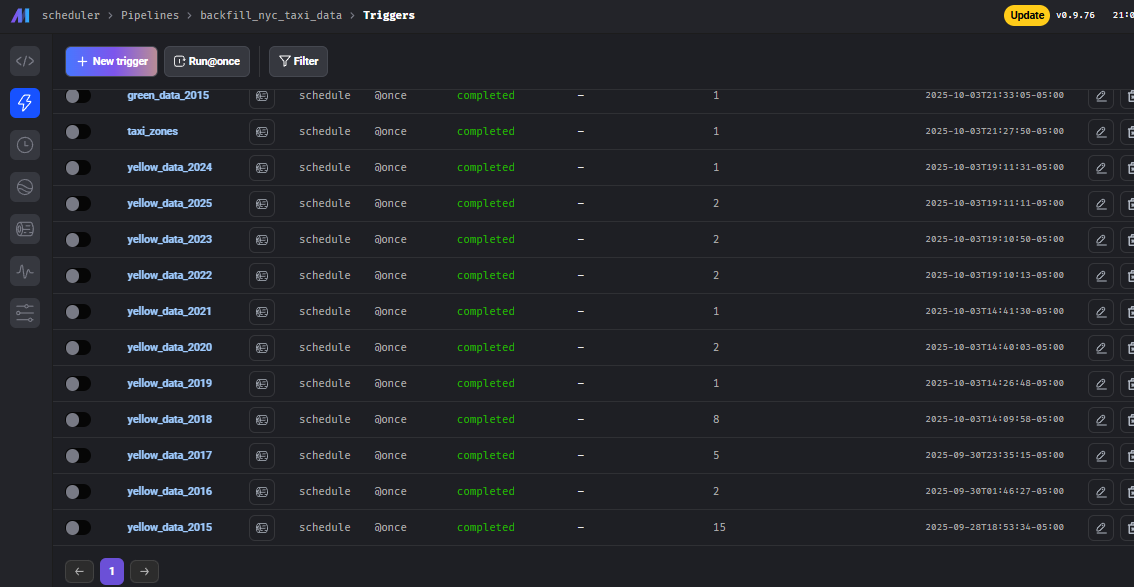 scheduler > Pipelines > backfill_nyc_taxi_data > Triggers Update v0.9.76 21:0
+ New trigger Run@once Filter
green_data_2015 schedule @once completed — 1 2025-10-03T21:33:05-05:00
taxi_zones schedule @once completed — 1 2025-10-03T21:27:50-05:00
yellow_data_2024 schedule @once completed — 1 2025-10-03T19:11:31-05:00
yellow_data_2025 schedule @once completed — 2 2025-10-03T19:11:11-05:00
yellow_data_2023 schedule @once completed — 2 2025-10-03T19:10:50-05:00
yellow_data_2022 schedule @once completed — 2 2025-10-03T19:10:13-05:00
yellow_data_2021 schedule @once completed — 1 2025-10-03T14:41:30-05:00
yellow_data_2020 schedule @once completed — 2 2025-10-03T14:40:03-05:00
yellow_data_2019 schedule @once completed — 1 2025-10-03T14:26:48-05:00
yellow_data_2018 schedule @once completed — 8 2025-10-03T14:09:58-05:00
yellow_data_2017 schedule @once completed — 5 2025-09-30T23:35:15-05:00
yellow_data_2016 schedule @once completed — 2 2025-09-30T01:46:27-05:00
yellow_data_2015 schedule @once completed — 15 2025-09-28T18:53:34-05:00
← 1 →